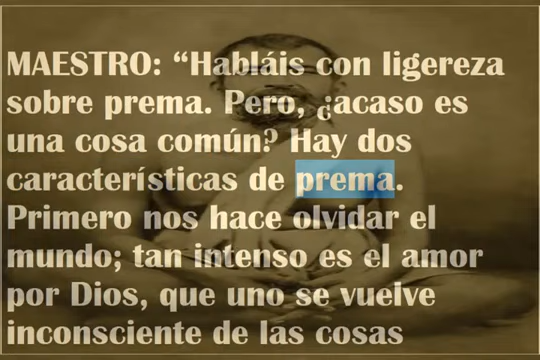 MAESTRO: “Habláis con ligereza
sobre prema. Pero, ¿acaso es
una cosa común? Hay dos
características de prema.
Primero nos hace olvidar el
mundo; tan intenso es el amor
por Dios, que uno se vuelve
inconsciente de las cosas